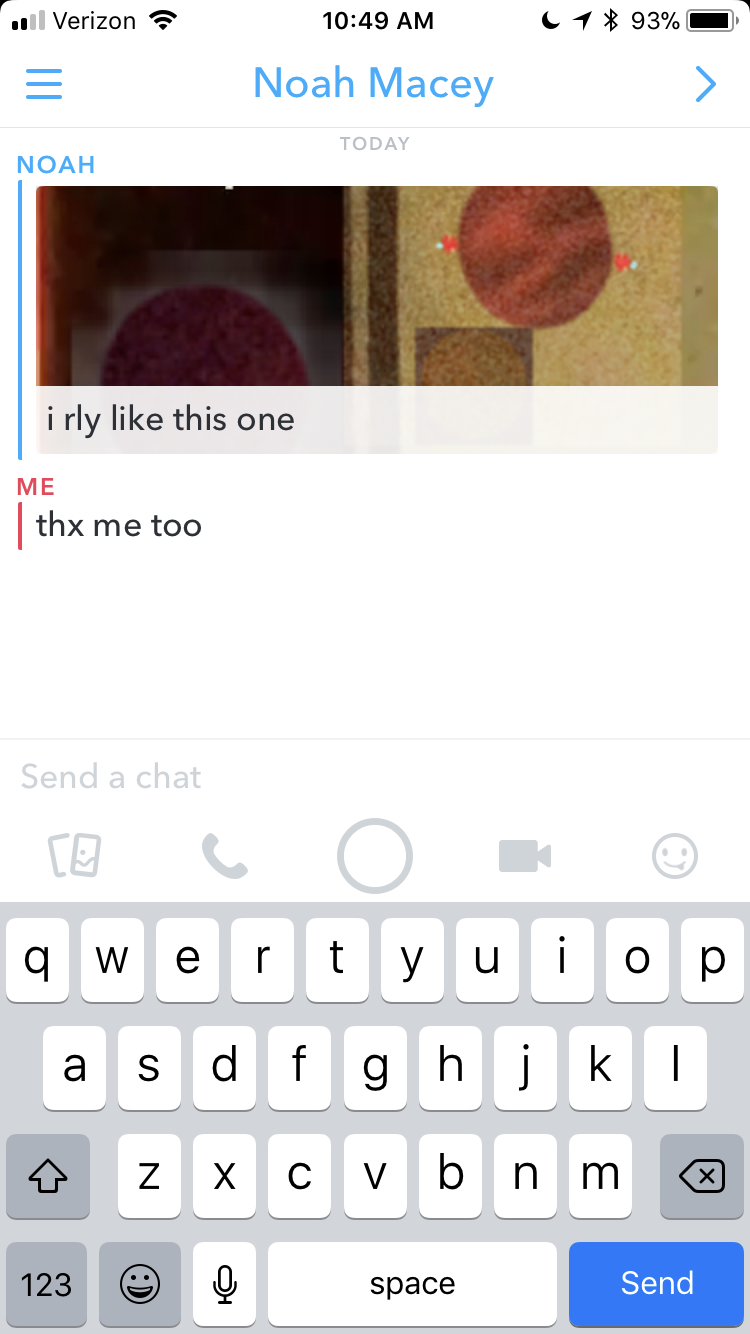 Verizon 10:49 AM 93%
Noah Macey
TODAY
NOAH
i rly like this one
ME
thx me too
Send a chat
q w e r t y u i o p
a s d f g h j k l
z x c v b n m
123 space Send